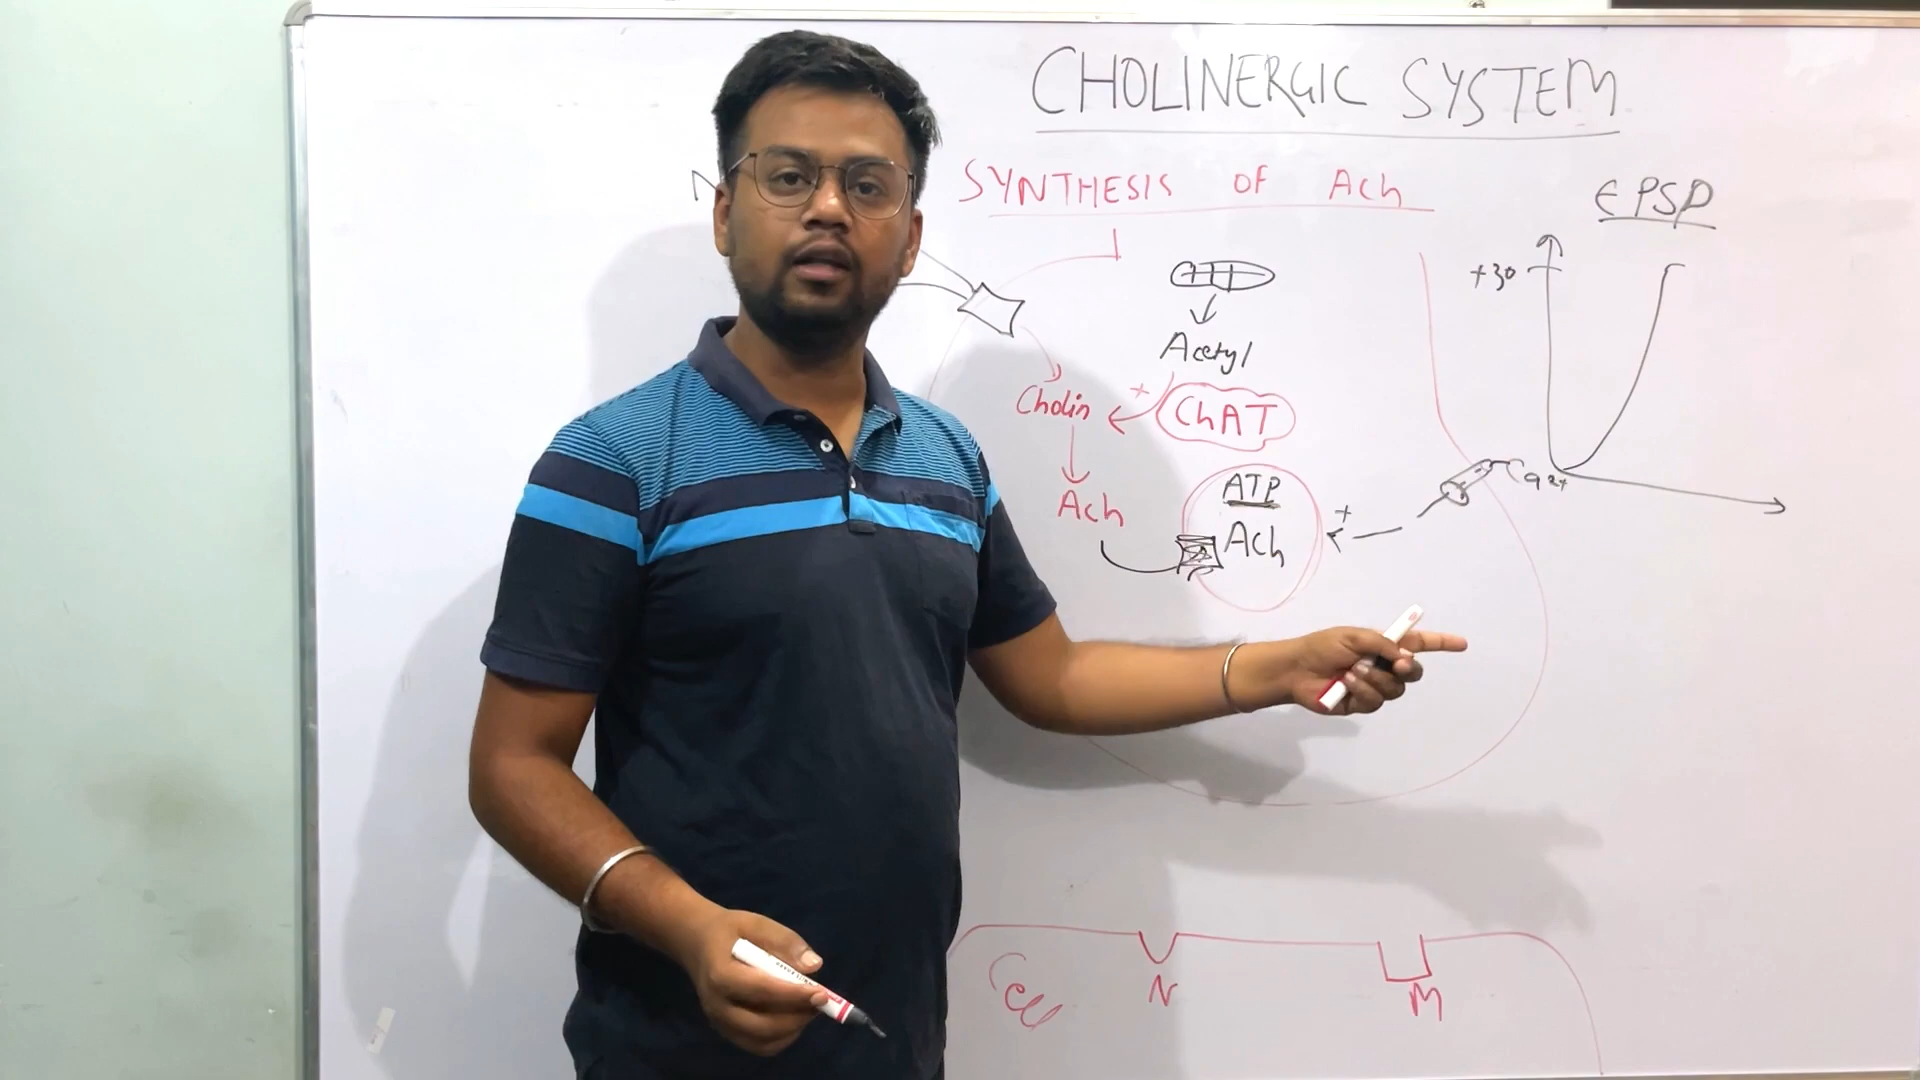 CHOLINERGIC SYSTEM
N
SYNTHESIS OF ACh
EPSP
+30
Acetyl
Cholin
+
ChAT
Ca2+
ATP
ACh
Ach
+
Cell
N
M